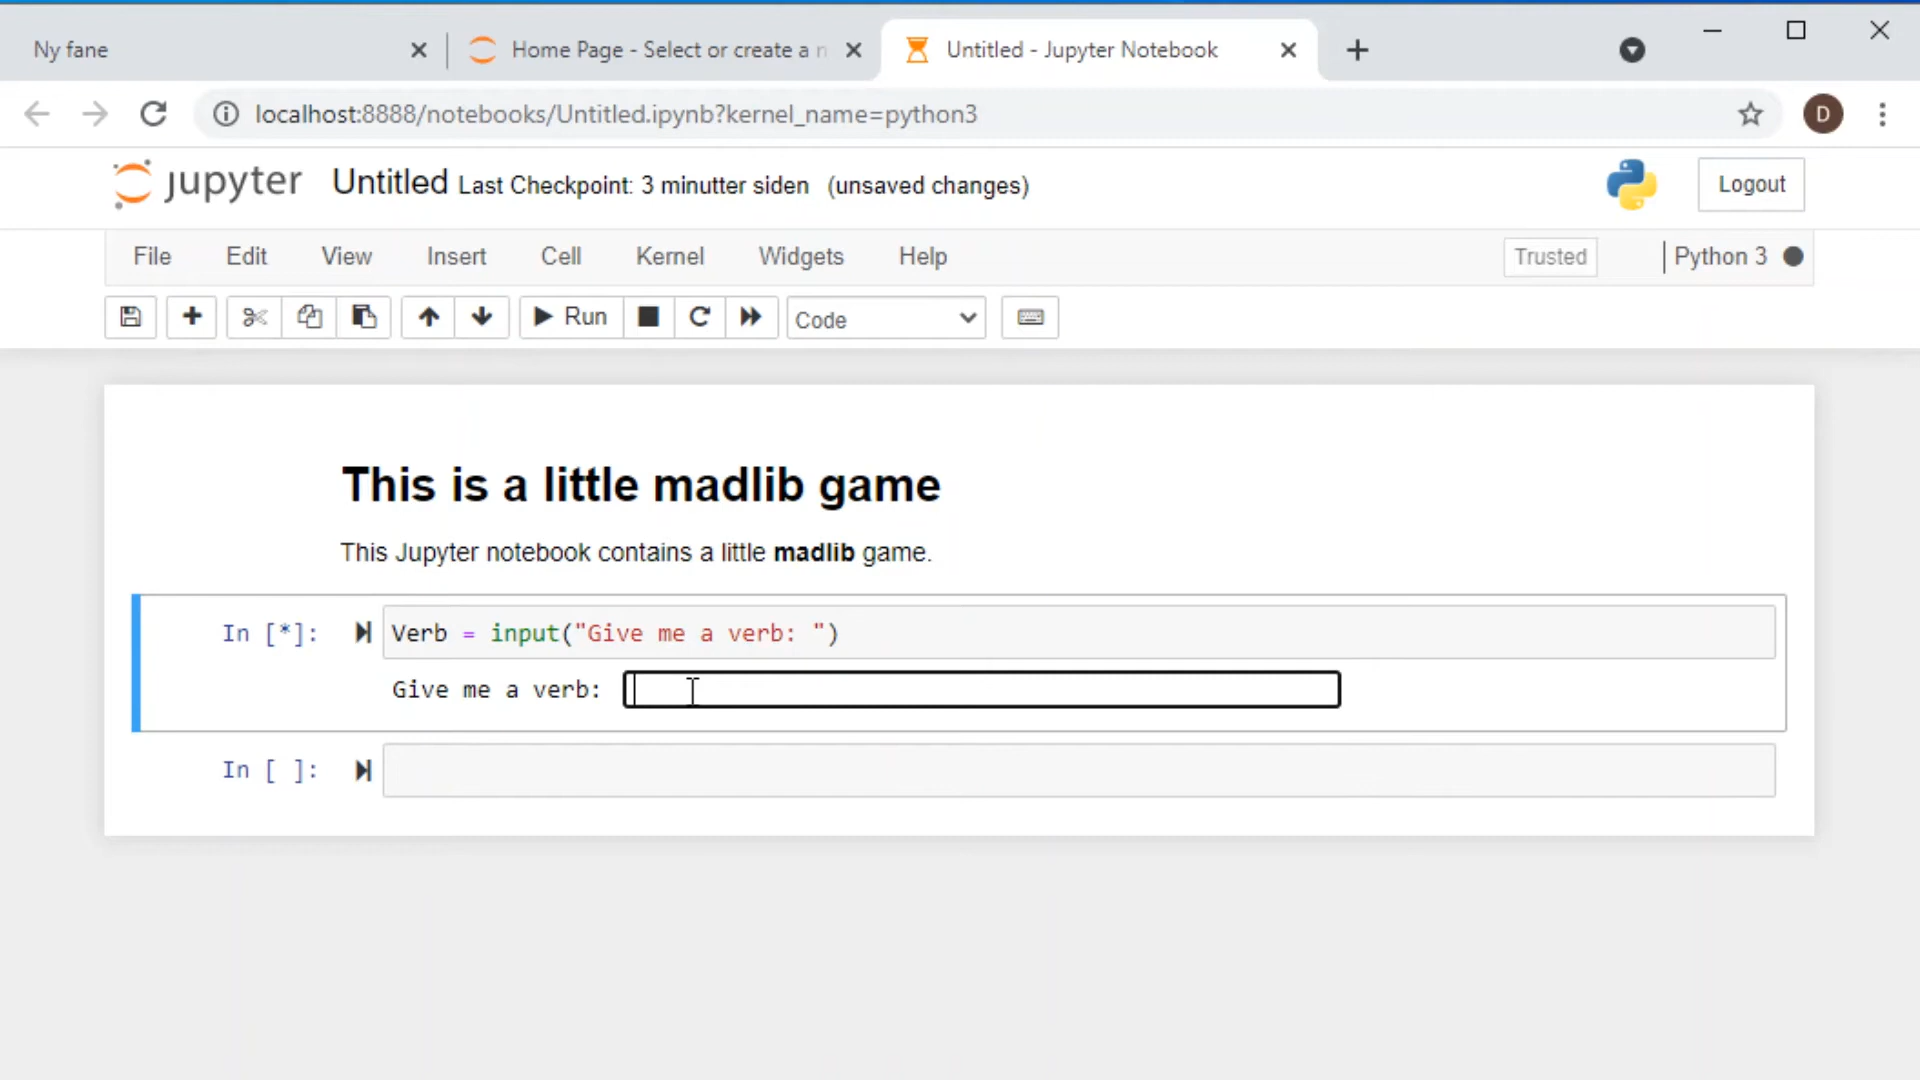 Ny fane
Home Page - Select or create a n
Untitled - Jupyter Notebook
localhost:8888/notebooks/Untitled.ipynb?kernel_name=python3
D
jupyter Untitled Last Checkpoint: 3 minutter siden (unsaved changes)
Logout
File Edit View Insert Cell Kernel Widgets Help
Trusted
Python 3
Run
Code
This is a little madlib game
This Jupyter notebook contains a little madlib game.
In [*]: Verb = input("Give me a verb: ")
Give me a verb:
In [ ]: